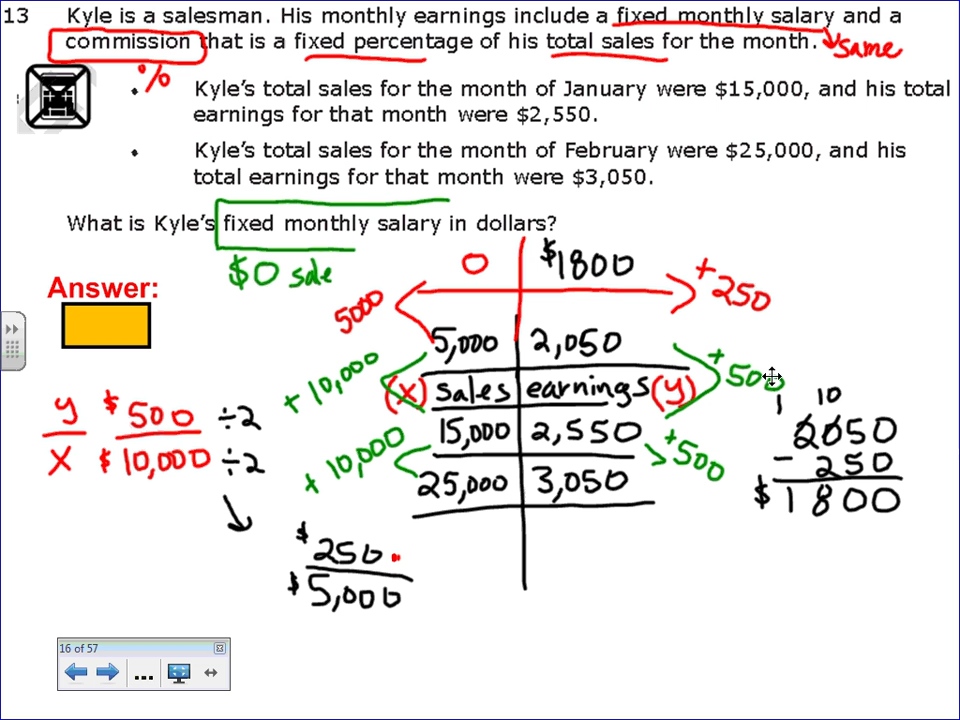 13 Kyle is a salesman. His monthly earnings include a fixed monthly salary and a
commission that is a fixed percentage of his total sales for the month.
same
%
• Kyle's total sales for the month of January were $15,000, and his total
earnings for that month were $2,550.
• Kyle's total sales for the month of February were $25,000, and his
total earnings for that month were $3,050.
What is Kyle's fixed monthly salary in dollars?
$0 sale
0 $1800
+250
Answer:
5000
5,000 2,050
+10,000
+500
(x) sales earnings (y)
y $500 ÷2
x $10,000 ÷2
15,000 2,550
+10,000
+500
25,000 3,050
1 10
2050
- 250
$1800
$250
$5,000
16 of 57
...